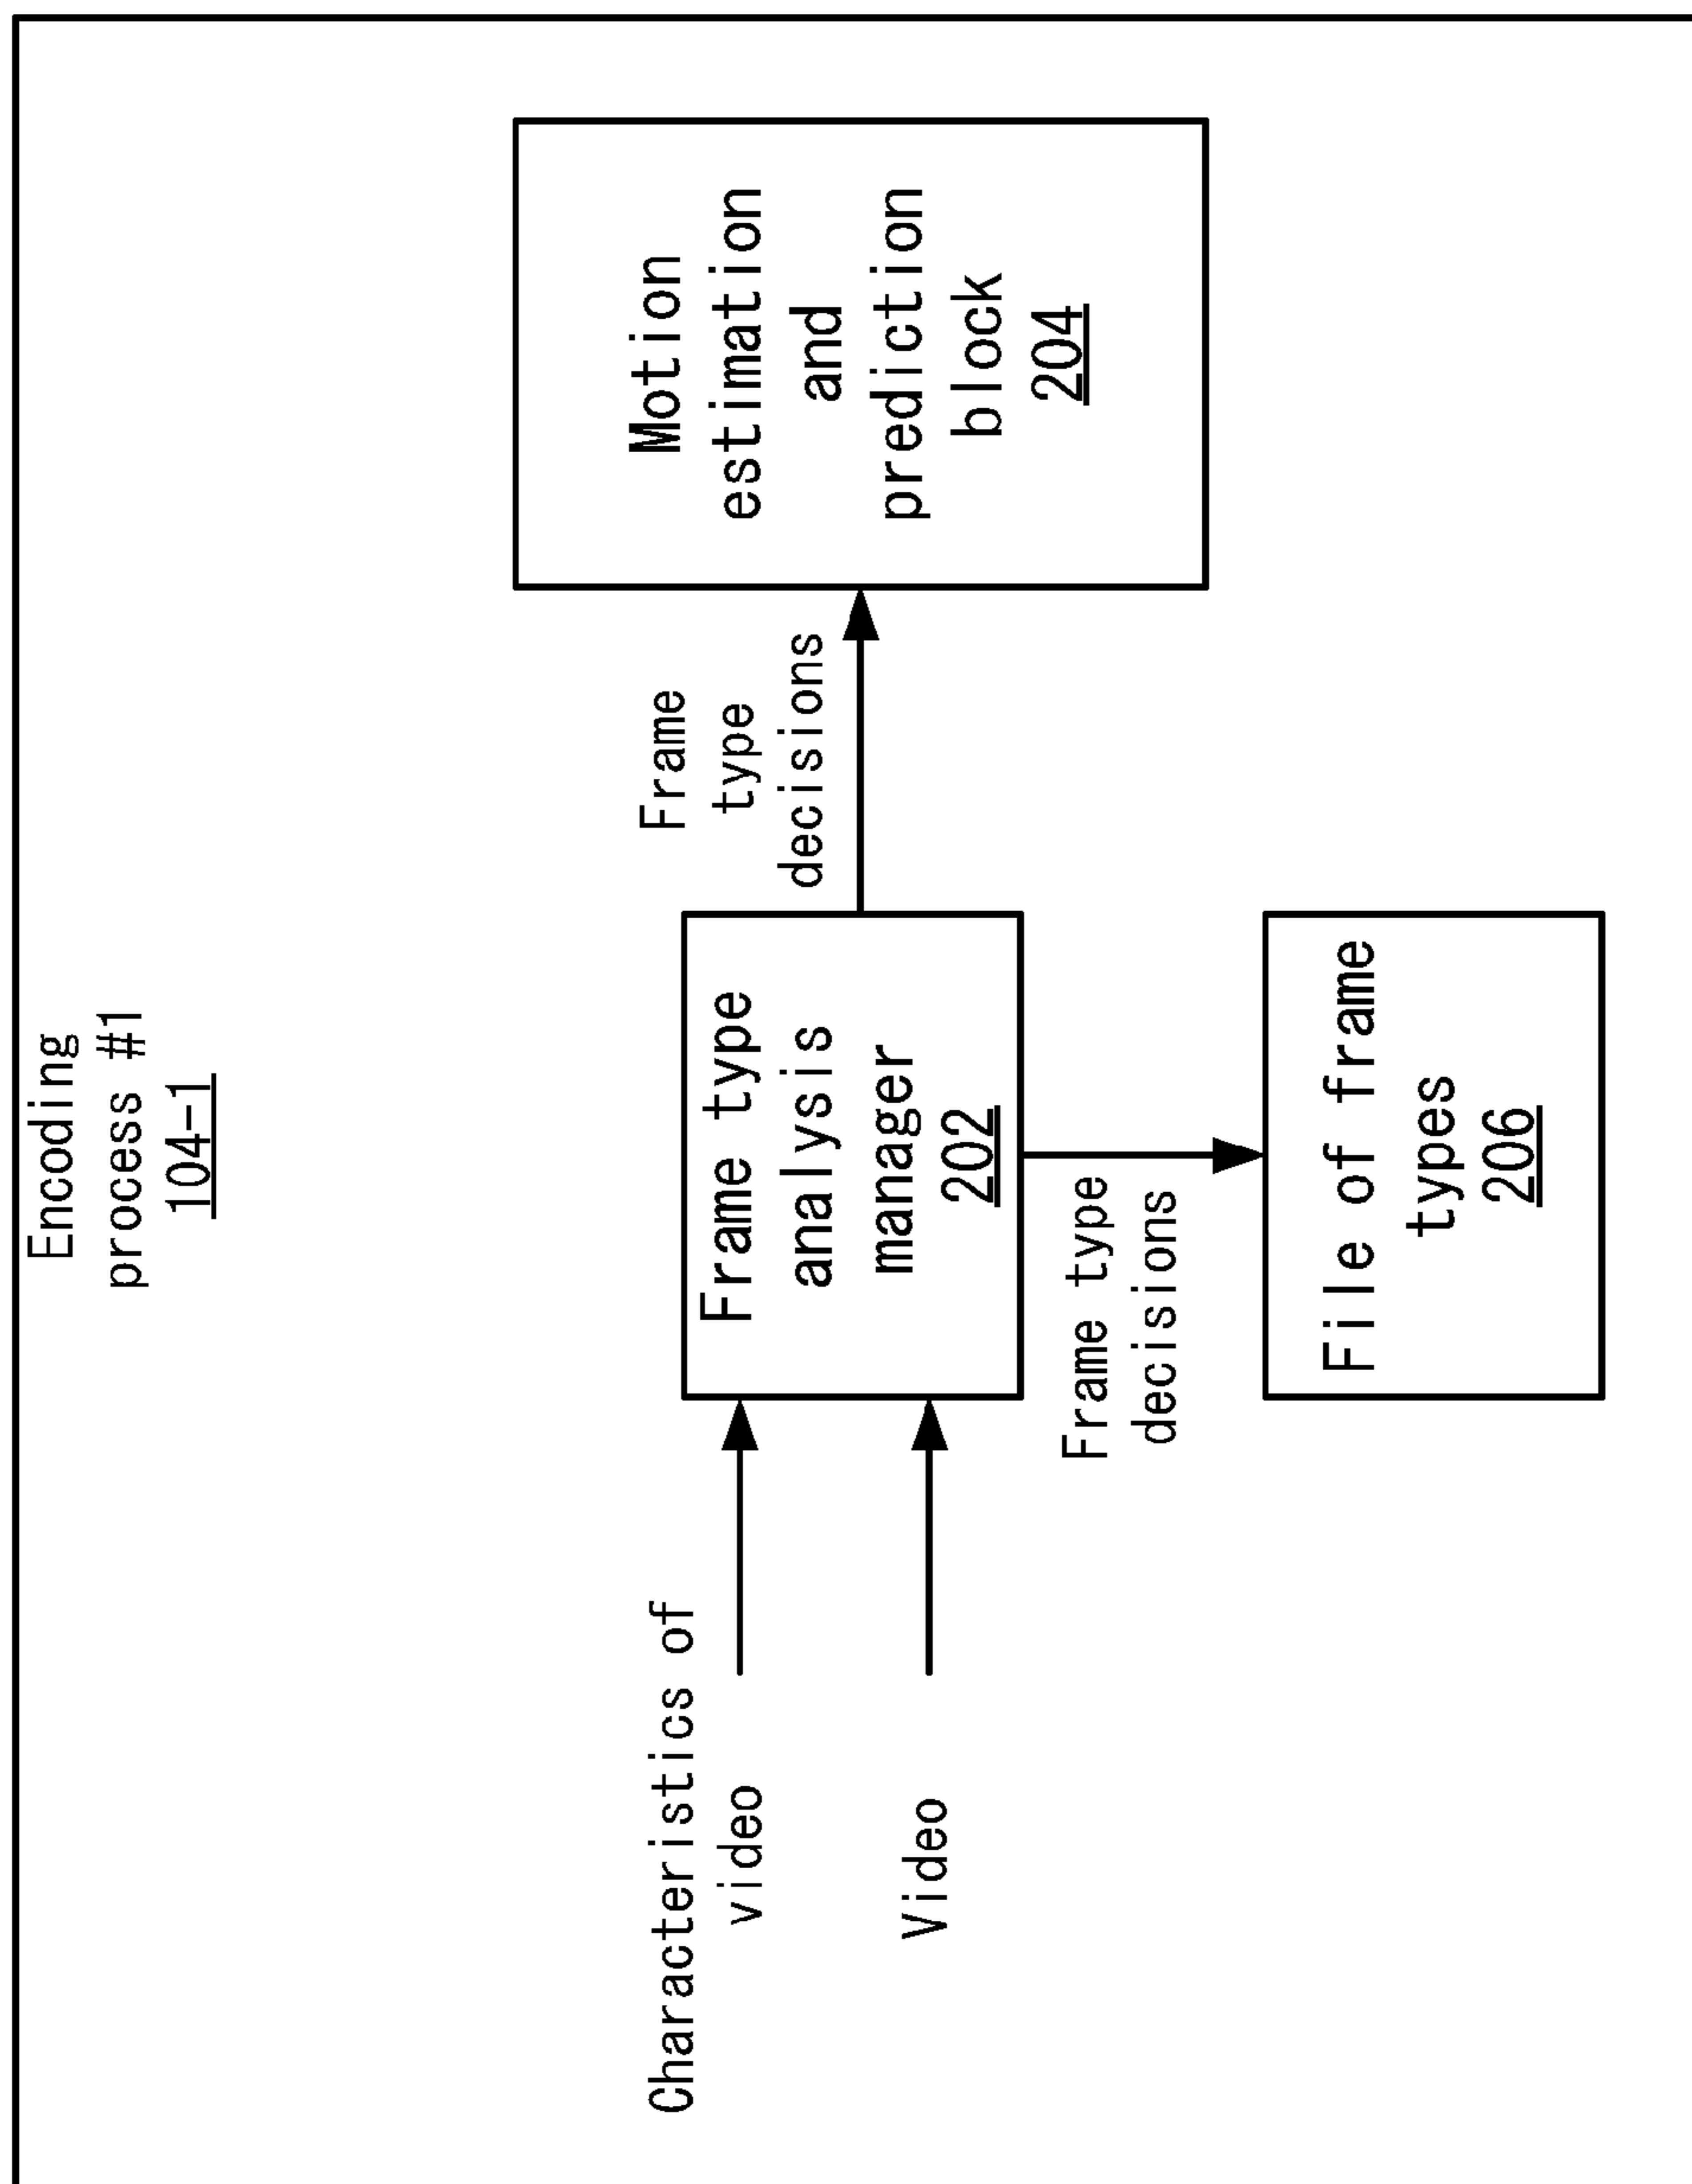 Encoding
process #1
104-1
Characteristics of
video
Video
Frame type
analysis
manager
202
Frame
type
decisions
Motion
estimation
and
prediction
block
204
Frame type
decisions
File of frame
types
206